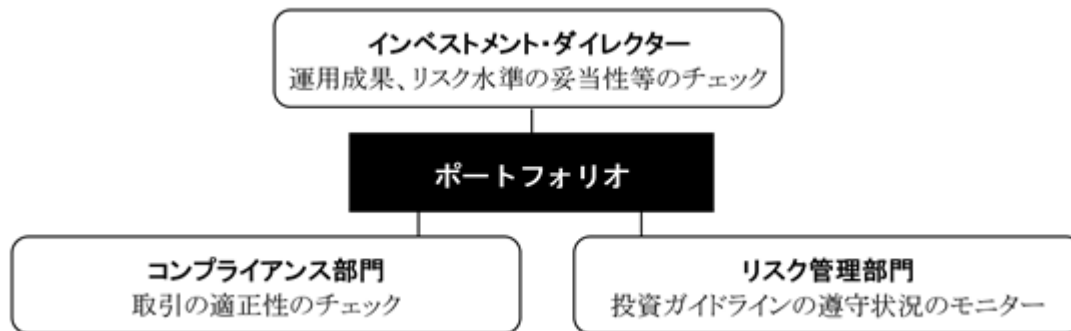 インベストメント・ダイレクター
運用成果、リスク水準の妥当性等のチェック
ポートフォリオ
コンプライアンス部門
取引の適正性のチェック
リスク管理部門
投資ガイドラインの遵守状況のモニター